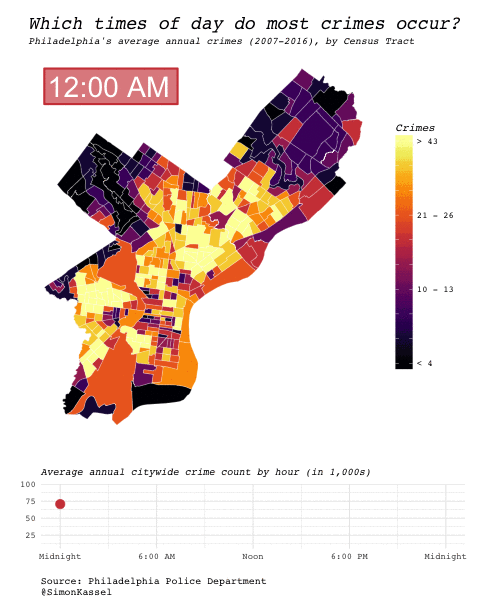 Which times of day do most crimes occur?
Philadelphia's average annual crimes (2007-2016), by Census Tract
12:00 AM
Crimes
> 43
21 - 26
10 - 13
< 4
Average annual citywide crime count by hour (in 1,000s)
100
75
50
25
Midnight 6:00 AM Noon 6:00 PM Midnight
Source: Philadelphia Police Department
@SimonKassel